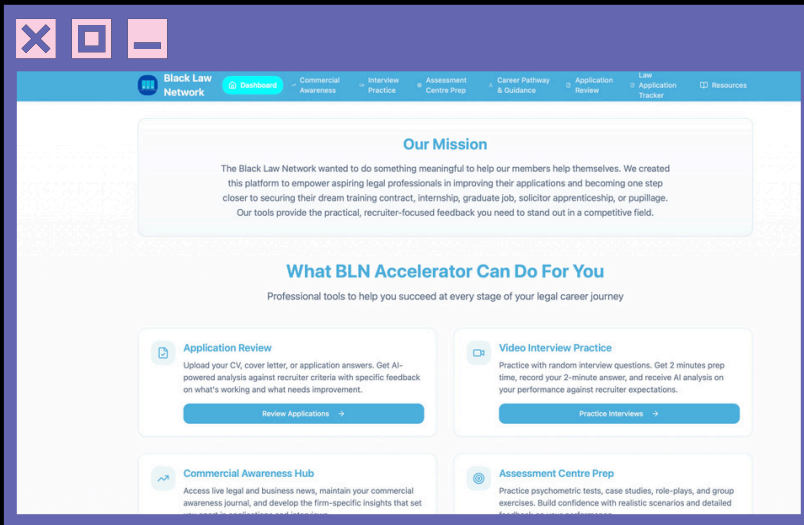 Black Law
Network
Dashboard
Commercial
Awareness
Interview
Practice
Assessment
Centre Prep
Career Pathway
& Guidance
Application
Review
Law
Application
Tracker
Resources
Our Mission
The Black Law Network wanted to do something meaningful to help our members help themselves. We created
this platform to empower aspiring legal professionals in improving their applications and becoming one step
closer to securing their dream training contract, internship, graduate job, solicitor apprenticeship, or pupillage.
Our tools provide the practical, recruiter-focused feedback you need to stand out in a competitive field.
What BLN Accelerator Can Do For You
Professional tools to help you succeed at every stage of your legal career journey
Application Review
Upload your CV, cover letter, or application answers. Get AI-
powered analysis against recruiter criteria with specific feedback
on what's working and what needs improvement.
Review Applications →
Video Interview Practice
Practice with random interview questions. Get 2 minutes prep
time, record your 2-minute answer, and receive AI analysis on
your performance against recruiter expectations.
Practice Interviews →
Commercial Awareness Hub
Access live legal and business news, maintain your commercial
awareness journal, and develop the firm-specific insights that set
you apart in applications and interviews.
Assessment Centre Prep
Practice psychometric tests, case studies, role-plays, and group
exercises. Build confidence with realistic scenarios and detailed
feedback on your performance.